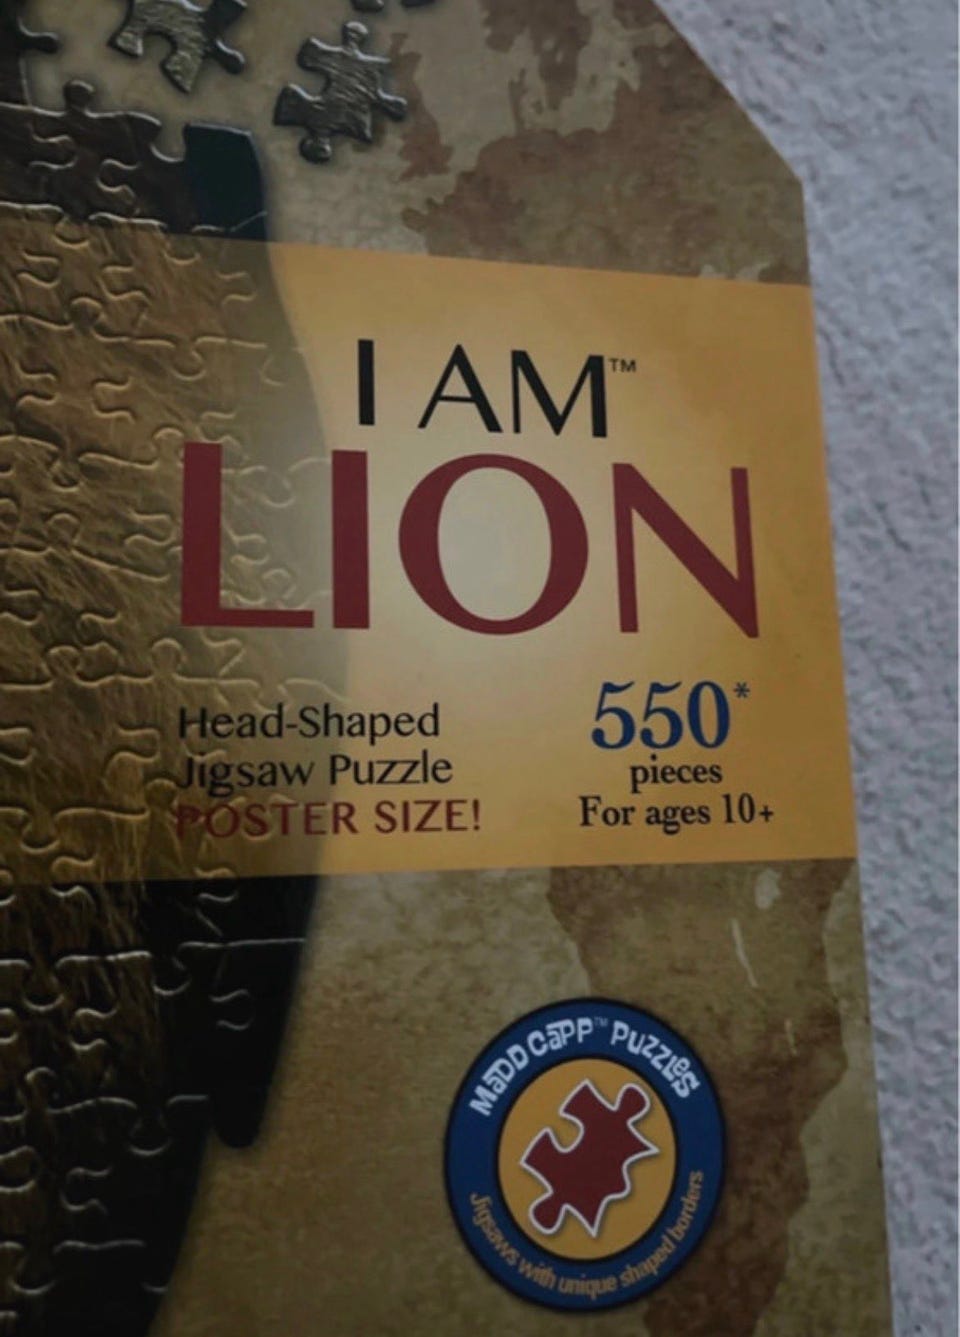 I AM™
LION
Head-Shaped
Jigsaw Puzzle
POSTER SIZE!
550*
pieces
For ages 10+
MADD CAPP™ PUZZLES
Jigsaws with unique shaped borders